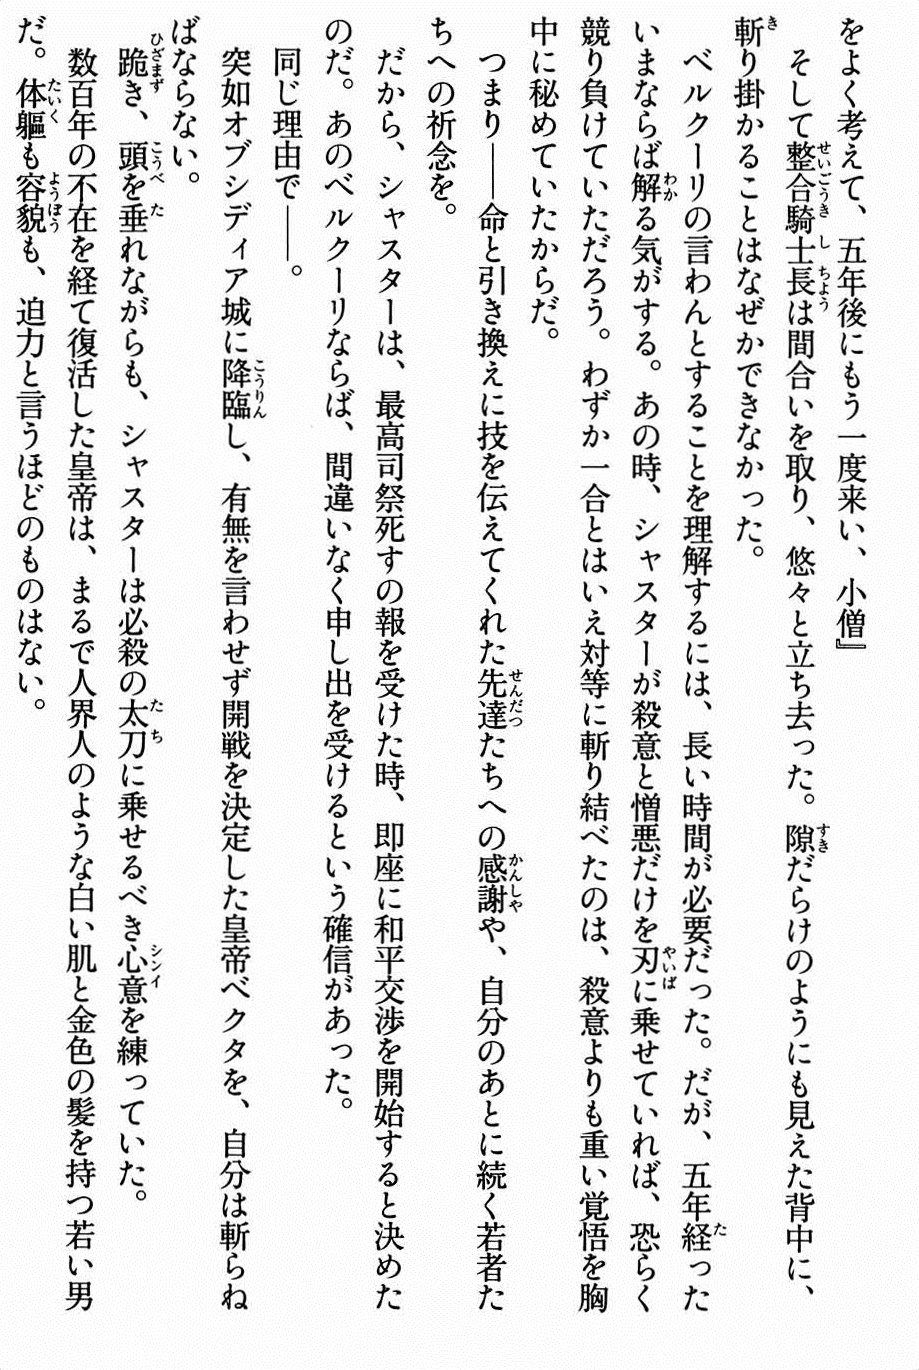 をよく考えて、五年後にもう一度来い、小僧』
そして整合騎士長は間合いを取り、悠々と立ち去った。隙だらけのようにも見えた背中に、
斬り掛かることはなぜかできなかった。
ベルクーリの言わんとすることを理解するには、長い時間が必要だった。だが、五年経った
いまならば解る気がする。あの時、シャスターが殺意と憎悪だけを刃に乗せていれば、恐らく
競り負けていただろう。わずか一合とはいえ対等に斬り結べたのは、殺意よりも重い覚悟を胸
中に秘めていたからだ。
つまり――命と引き換えに技を伝えてくれた先達たちへの感謝や、自分のあとに続く若者た
ちへの祈念を。
だから、シャスターは、最高司祭死すの報を受けた時、即座に和平交渉を開始すると決めた
のだ。あのベルクーリならば、間違いなく申し出を受けるという確信があった。
同じ理由で――。
突如オブシディア城に降臨し、有無を言わせず開戦を決定した皇帝ベクタを、自分は斬らね
ばならない。
跪き、頭を垂れながらも、シャスターは必殺の太刀に乗せるべき心意を練っていた。
数百年の不在を経て復活した皇帝は、まるで人界人のような白い肌と金色の髪を持つ若い男
だ。体軀も容貌も、迫力と言うほどのものはない。